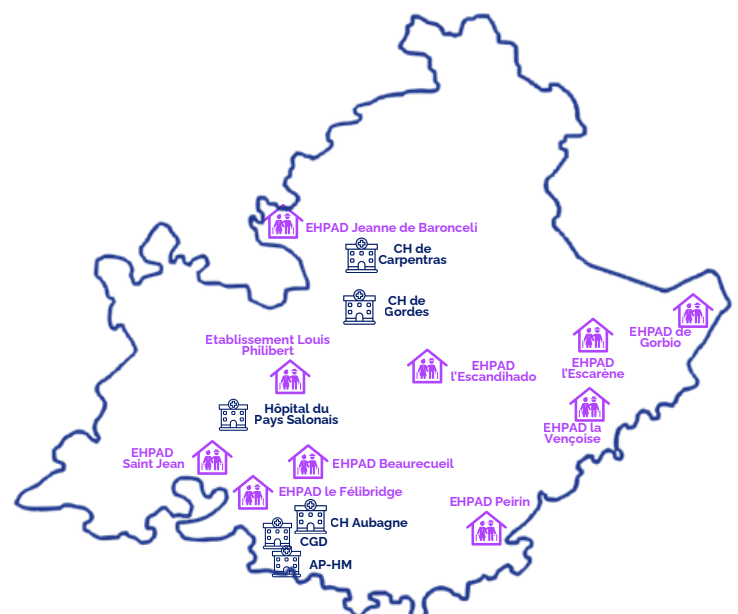 EHPAD Jeanne de Baronceli
CH de
Carpentras
CH de
Gordes
EHPAD de
Gorbio
Etablissement Louis
Philibert
EHPAD
l'Escandihado
EHPAD
l'Escarène
Hôpital du
Pays Salonais
EHPAD la
Vençoise
EHPAD
Saint Jean
EHPAD Beaurecueil
EHPAD le Félibridge
EHPAD Peirin
CH Aubagne
CGD
AP-HM